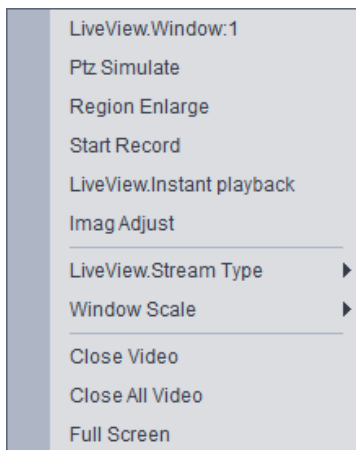 LiveView.Window:1
Ptz Simulate
Region Enlarge
Start Record
LiveView.Instant playback
Imag Adjust
LiveView.Stream Type
Window Scale
Close Video
Close All Video
Full Screen